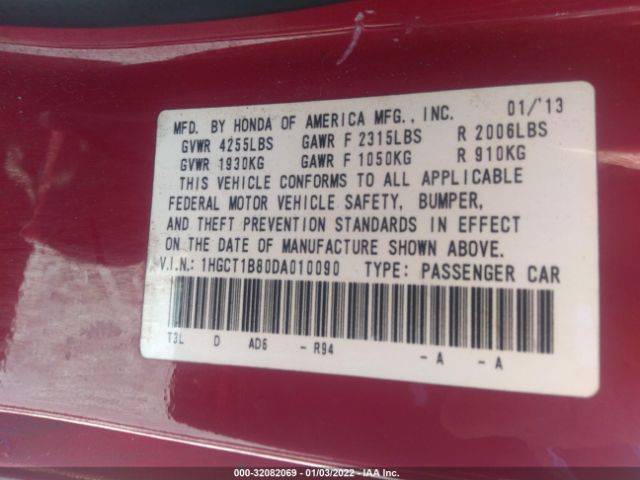 MFD. BY HONDA OF AMERICA MFG., INC. 01/'13
GVWR 4255LBS GAWR F 2315LBS R 2006LBS
GVWR 1930KG GAWR F 1050KG R 910KG
THIS VEHICLE CONFORMS TO ALL APPLICABLE
FEDERAL MOTOR VEHICLE SAFETY, BUMPER,
AND THEFT PREVENTION STANDARDS IN EFFECT
ON THE DATE OF MANUFACTURE SHOWN ABOVE.
V.I.N.: 1HGCT1B80DA010090 TYPE: PASSENGER CAR
T3L D AD6 - R94 - A - A
000-32082069 - 01/03/2022 - IAA Inc.